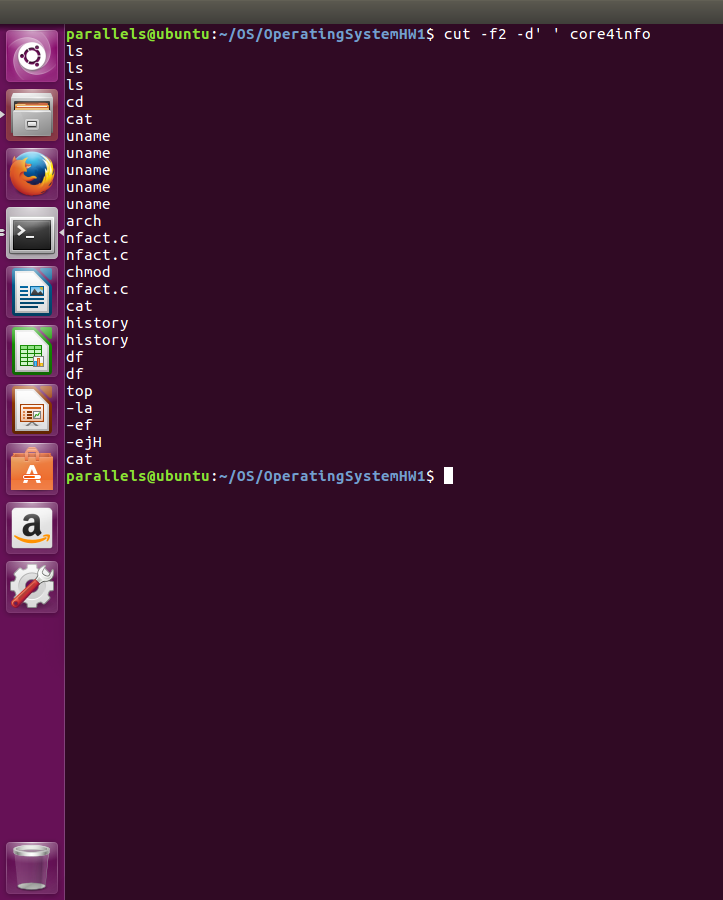 parallels@ubuntu:~/OS/OperatingSystemHW1$ cut -f2 -d' ' core4info
ls
ls
ls
cd
cat
uname
uname
uname
uname
uname
arch
nfact.c
nfact.c
chmod
nfact.c
cat
history
history
df
df
top
-la
-ef
-ejH
cat
parallels@ubuntu:~/OS/OperatingSystemHW1$